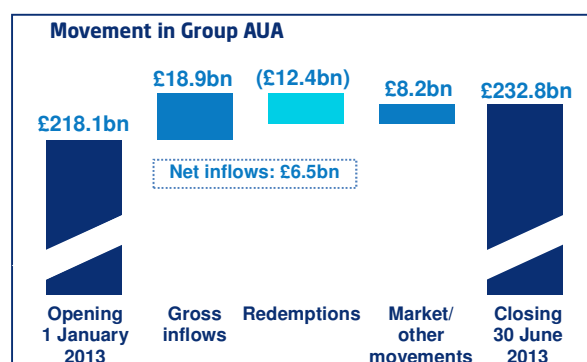 Movement in Group AUA
£218.1bn
£18.9bn
(£12.4bn)
£8.2bn
£232.8bn
Net inflows: £6.5bn
Opening
1 January
2013
Gross
inflows
Redemptions
Market/
other
movements
Closing
30 June
2013